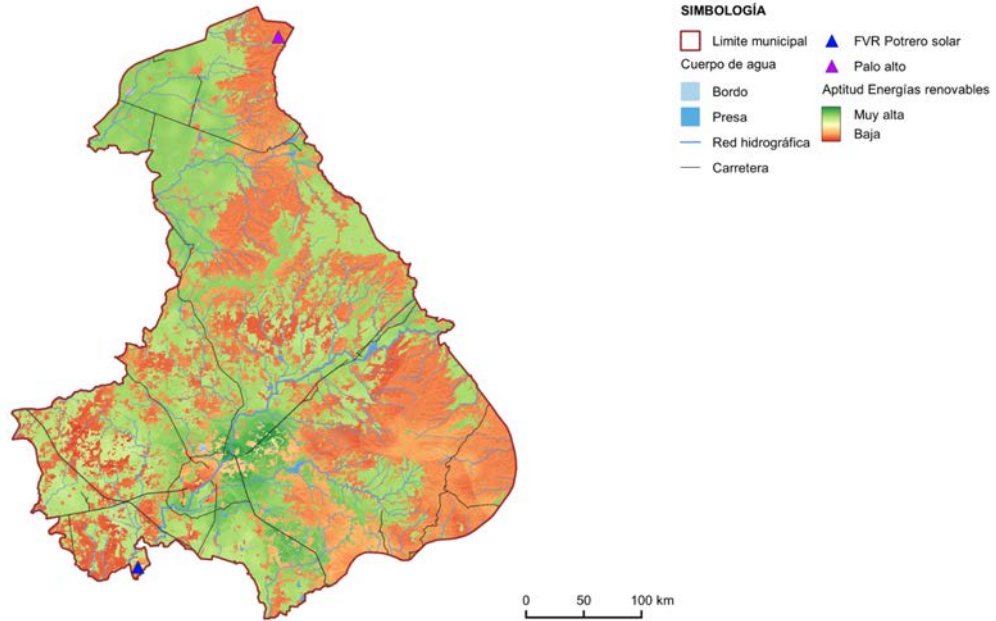 SIMBOLOGÍA
Limite municipal
Cuerpo de agua
Bordo
Presa
Red hidrográfica
Carretera
FVR Potrero solar
Palo alto
Aptitud Energías renovables
Muy alta
Baja
0 50 100 km